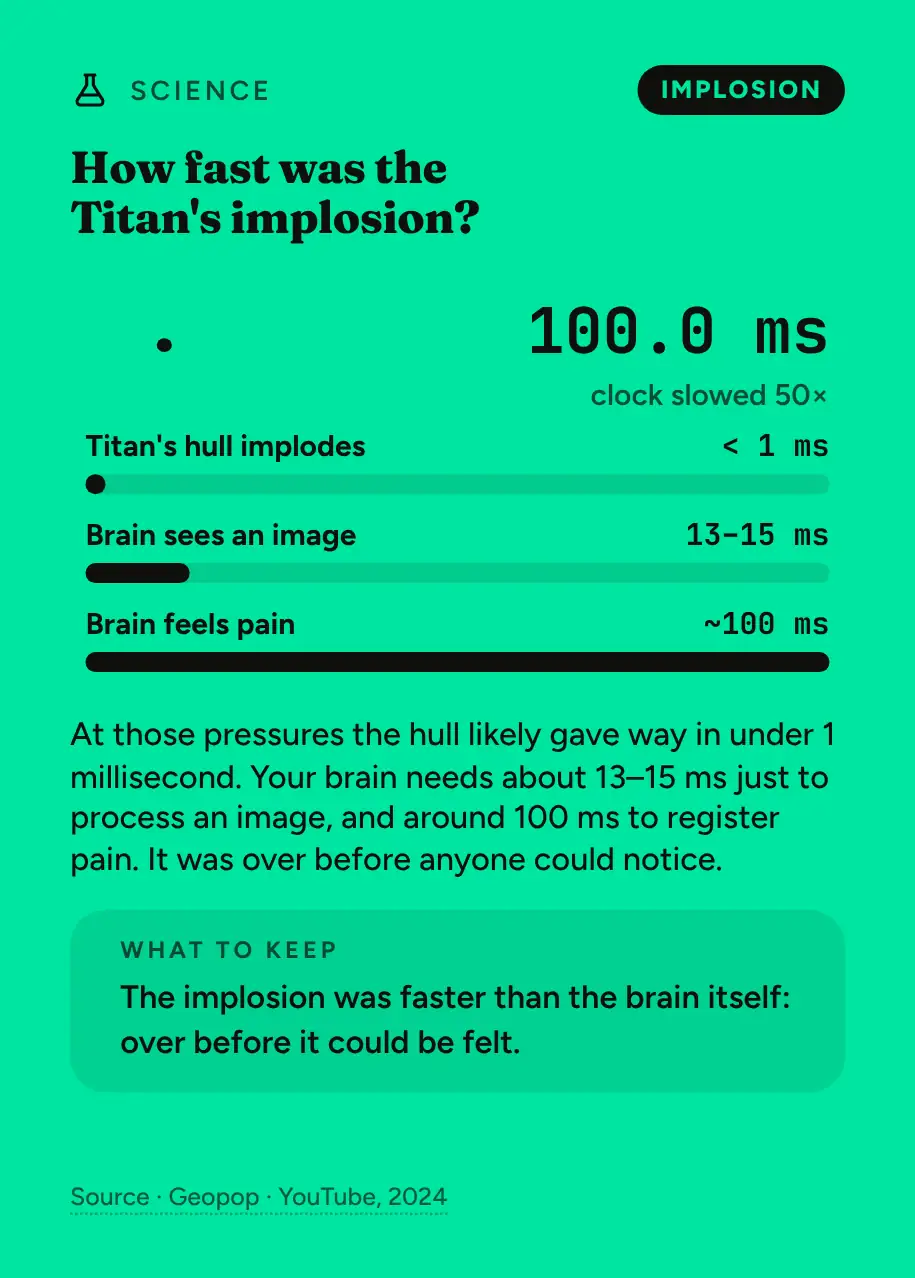 SCIENCE
IMPLOSION
How fast was the
Titan's implosion?
100.0 ms
clock slowed 50×
Titan's hull implodes
< 1 ms
Brain sees an image
13–15 ms
Brain feels pain
~100 ms
At those pressures the hull likely gave way in under 1
millisecond. Your brain needs about 13–15 ms just to
process an image, and around 100 ms to register
pain. It was over before anyone could notice.
WHAT TO KEEP
The implosion was faster than the brain itself:
over before it could be felt.
Source · Geopop · YouTube, 2024